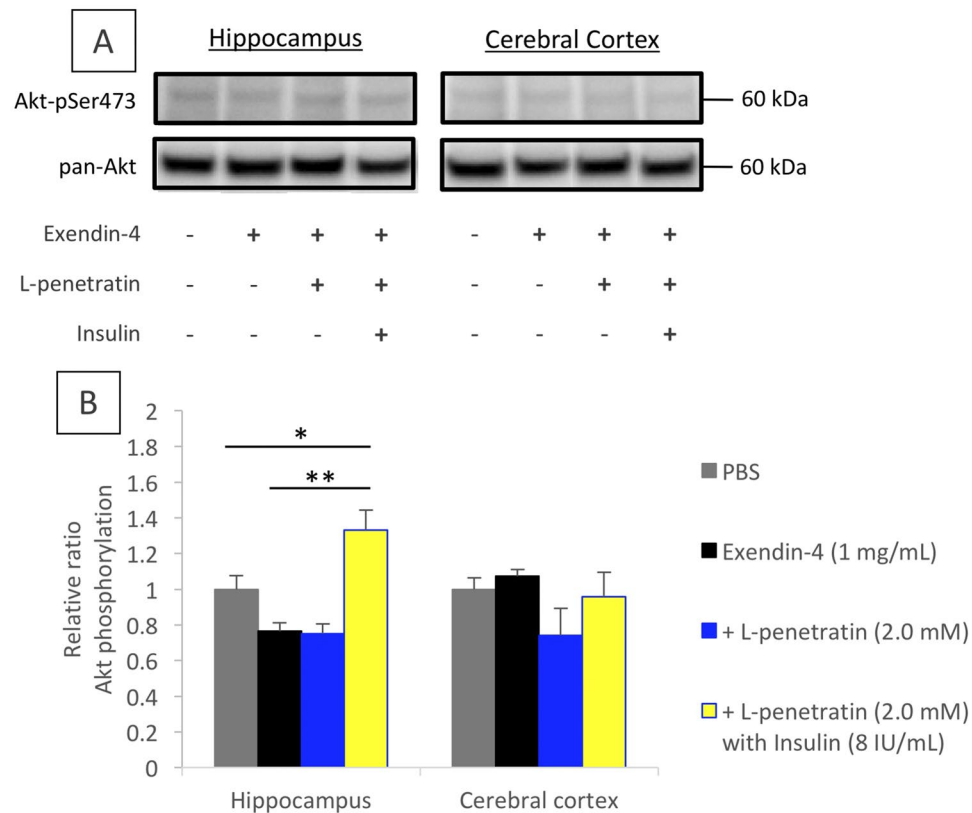 A
Hippocampus
Cerebral Cortex
Akt-pSer473
60 kDa
pan-Akt
60 kDa
Exendin-4 - + + + - + + +
L-penetratin - - + + - - + +
Insulin - - - + - - - +
B
Relative ratio
Akt phosphorylation
2
1.8
1.6
1.4
1.2
1
0.8
0.6
0.4
0.2
0
*
**
Hippocampus
Cerebral cortex
PBS
Exendin-4 (1 mg/mL)
+ L-penetratin (2.0 mM)
+ L-penetratin (2.0 mM)
with Insulin (8 IU/mL)